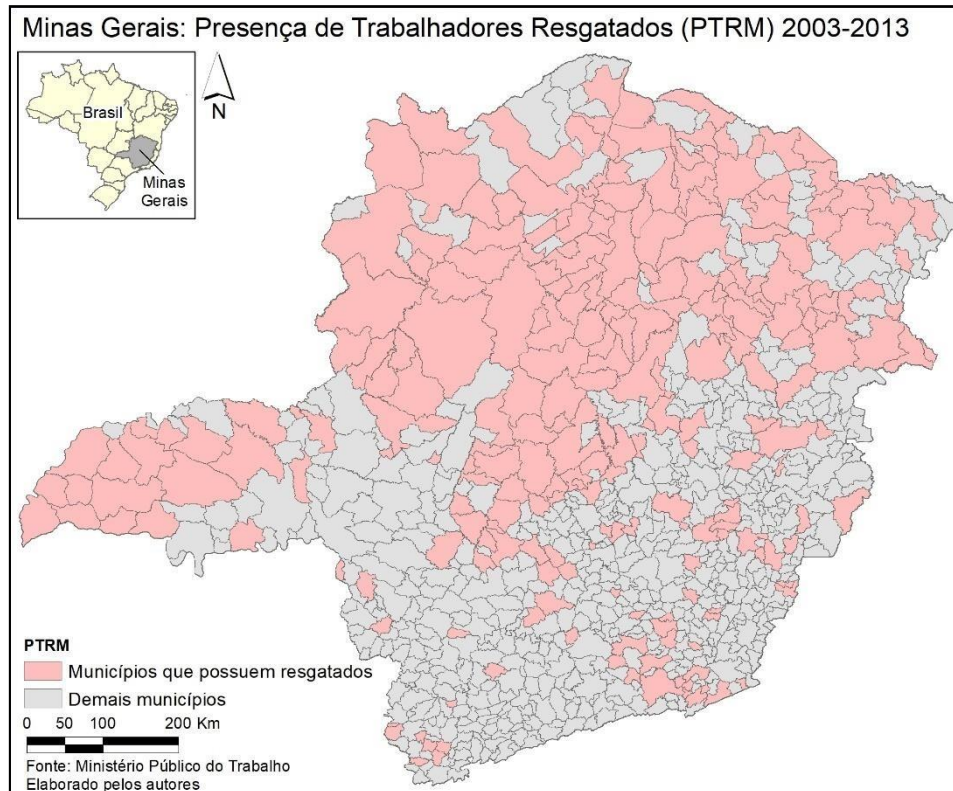 Minas Gerais: Presença de Trabalhadores Resgatados (PTRM) 2003-2013
Brasil
Minas
Gerais
N
PTRM
Municípios que possuem resgatados
Demais municípios
0 50 100 200 Km
Fonte: Ministério Público do Trabalho
Elaborado pelos autores